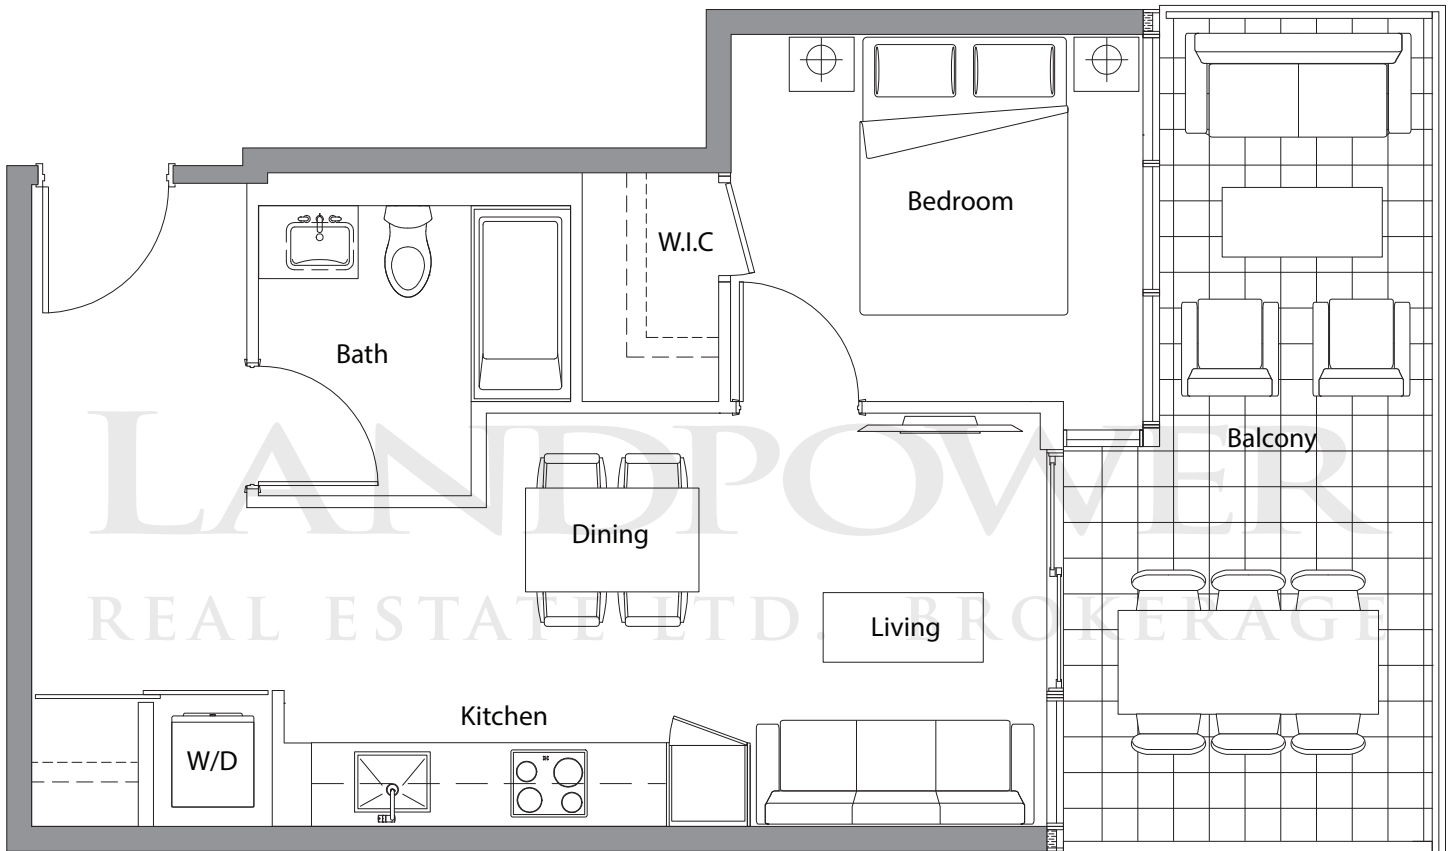 Bedroom
W.I.C
Bath
Balcony
LANDPOWER
Dining
REAL ESTATE LTD. BROKERAGE
Living
Kitchen
W/D